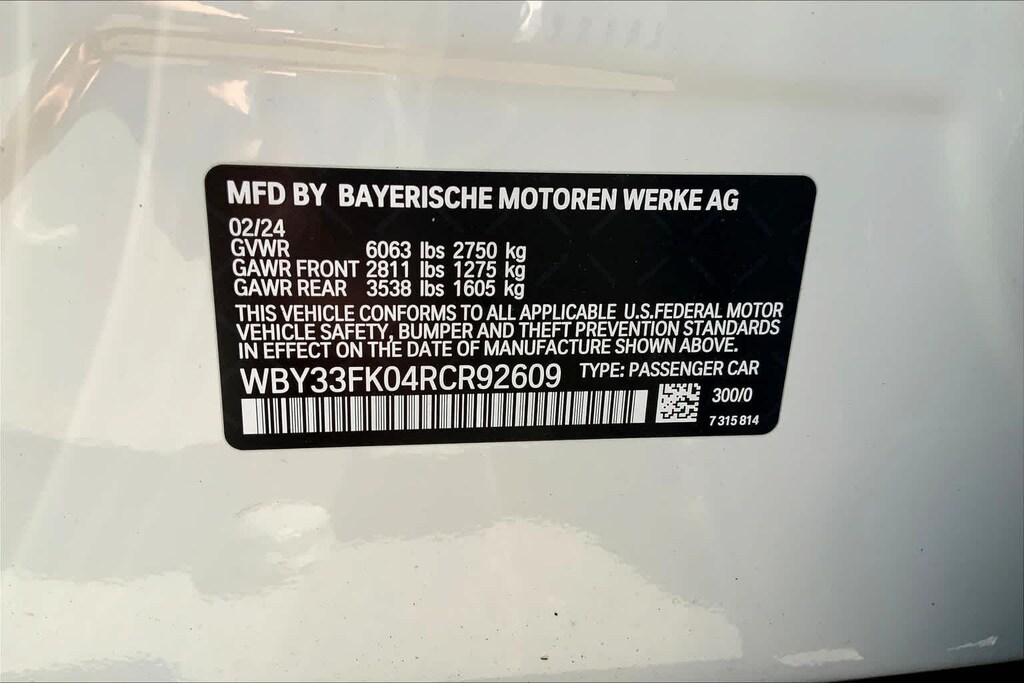 MFD BY BAYERISCHE MOTOREN WERKE AG
02/24
GVWR 6063 lbs 2750 kg
GAWR FRONT 2811 lbs 1275 kg
GAWR REAR 3538 lbs 1605 kg
THIS VEHICLE CONFORMS TO ALL APPLICABLE U.S.FEDERAL MOTOR
VEHICLE SAFETY, BUMPER AND THEFT PREVENTION STANDARDS
IN EFFECT ON THE DATE OF MANUFACTURE SHOWN ABOVE.
WBY33FK04RCR92609 TYPE: PASSENGER CAR
300/0
7 315 814